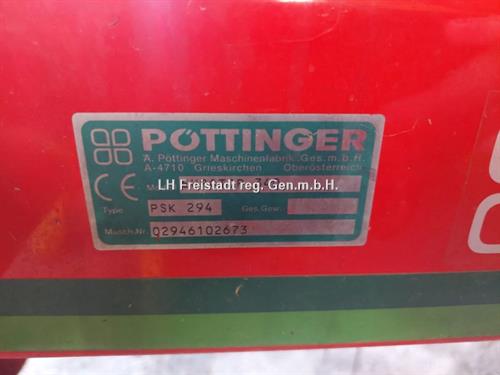 PÖTTINGER
A. Pöttinger Maschinenfabrik Ges.m.b.H.
A-4710 Grieskirchen Oberösterreich
CE
LH Freistadt reg. Gen.m.b.H.
Type PSK 294 Ges.Gew.
Masch.Nr. 02946102673